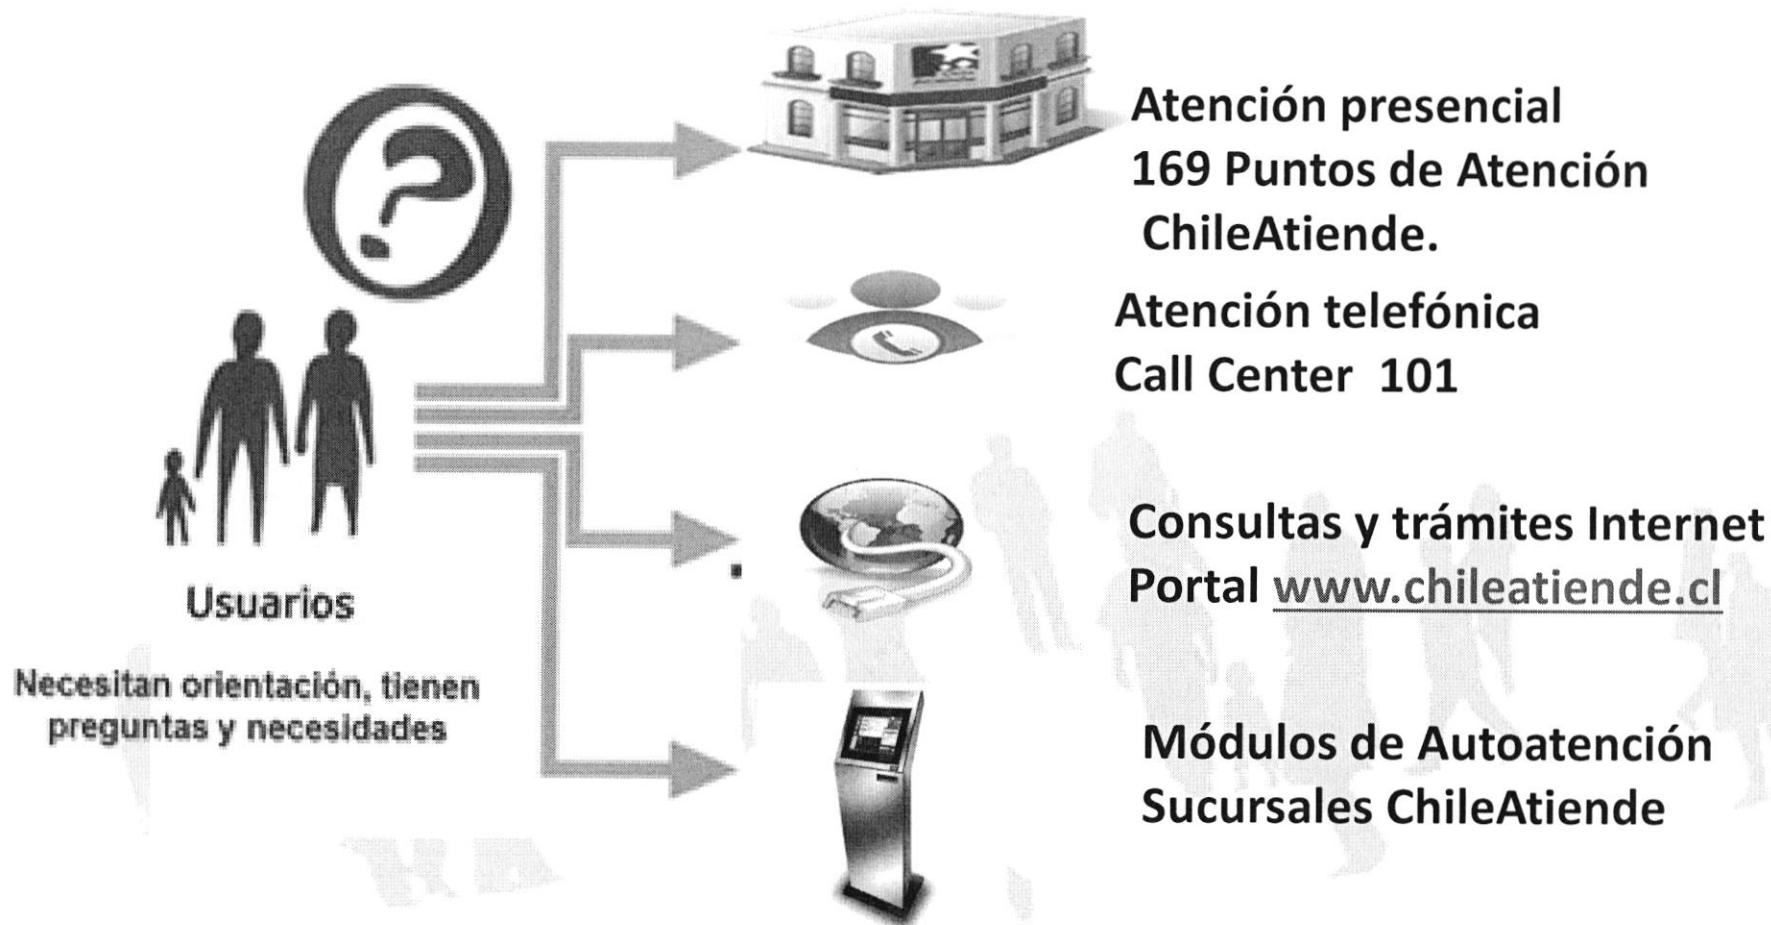 Atención presencial
169 Puntos de Atención
ChileAtiende.
Atención telefónica
Call Center 101
Consultas y trámites Internet
Portal www.chileatiende.cl
Módulos de Autoatención
Sucursales ChileAtiende
Usuarios
Necesitan orientación, tienen
preguntas y necesidades